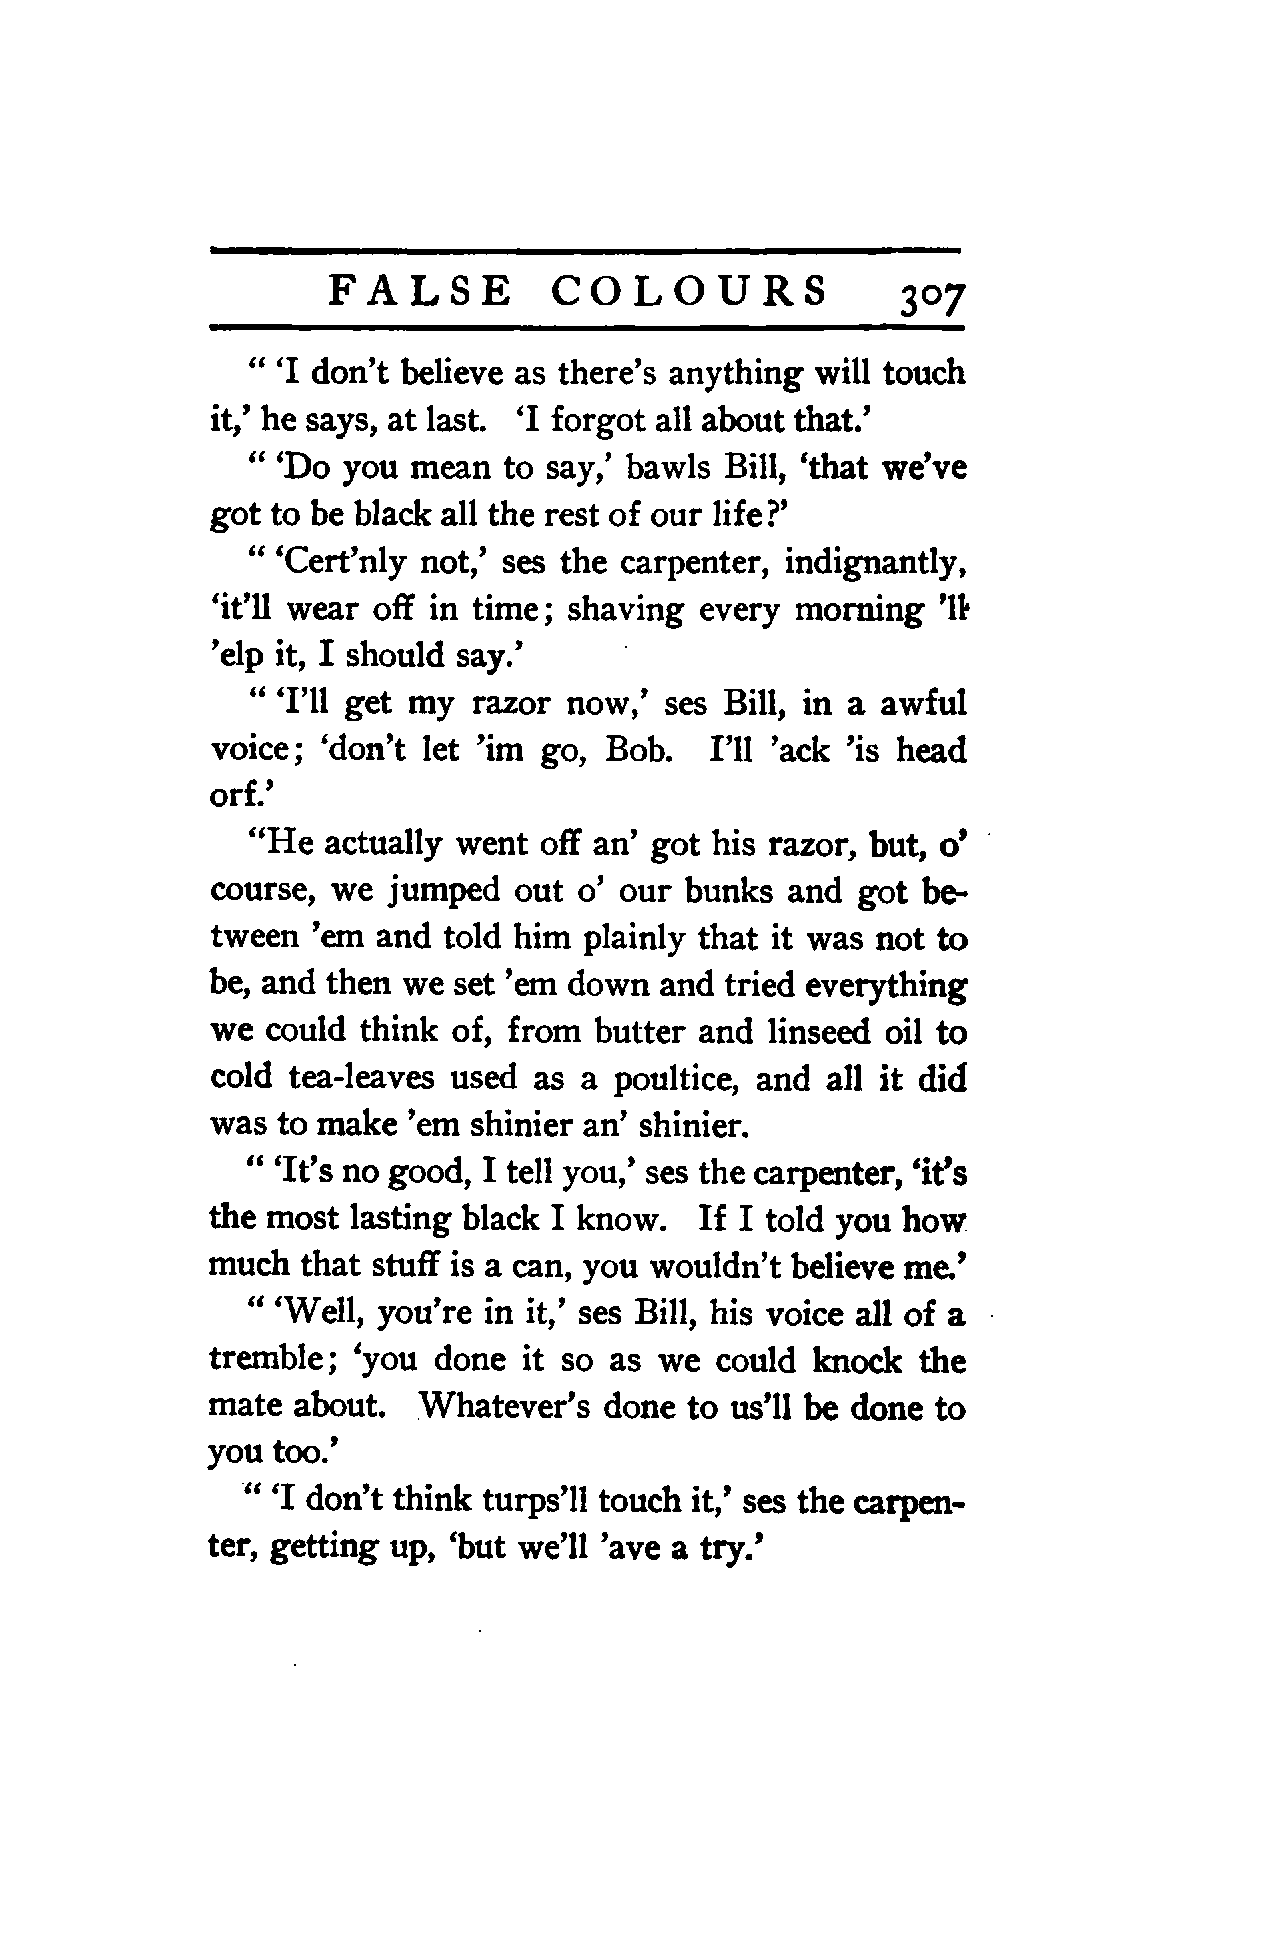 FALSE COLOURS 307
“ ‘I don’t believe as there’s anything will touch
it,’ he says, at last. ‘I forgot all about that.’
“ ‘Do you mean to say,’ bawls Bill, ‘that we’ve
got to be black all the rest of our life?’
“ ‘Cert’nly not,’ ses the carpenter, indignantly,
‘it’ll wear off in time; shaving every morning ’ll
’elp it, I should say.’
“ ‘I’ll get my razor now,’ ses Bill, in a awful
voice; ‘don’t let ’im go, Bob. I’ll ’ack ’is head
orf.’
“He actually went off an’ got his razor, but, o’
course, we jumped out o’ our bunks and got be-
tween ’em and told him plainly that it was not to
be, and then we set ’em down and tried everything
we could think of, from butter and linseed oil to
cold tea-leaves used as a poultice, and all it did
was to make ’em shinier an’ shinier.
“ ‘It’s no good, I tell you,’ ses the carpenter, ‘it’s
the most lasting black I know. If I told you how
much that stuff is a can, you wouldn’t believe me.’
“ ‘Well, you’re in it,’ ses Bill, his voice all of a
tremble; ‘you done it so as we could knock the
mate about. Whatever’s done to us’ll be done to
you too.’
“ ‘I don’t think turps’ll touch it,’ ses the carpen-
ter, getting up, ‘but we’ll ’ave a try.’